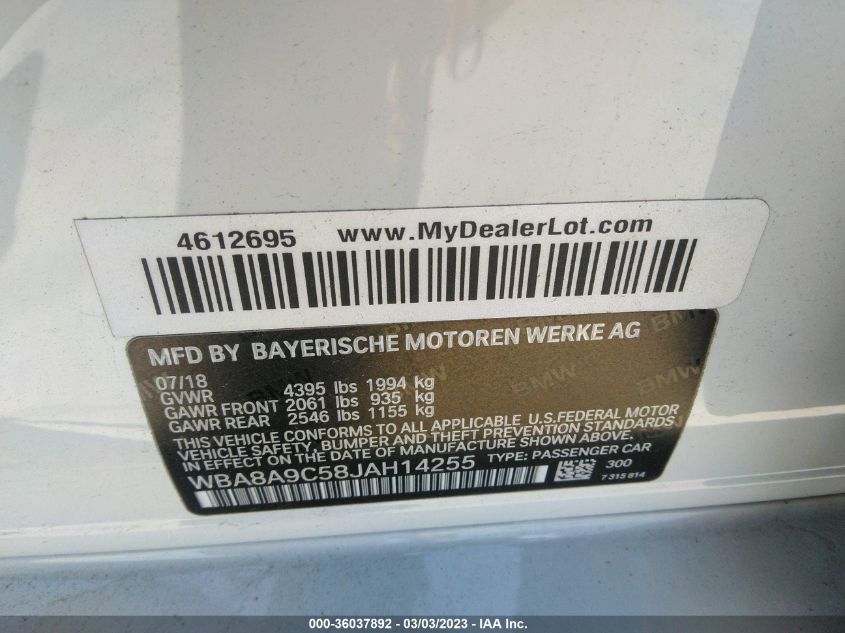 4612695 www.MyDealerLot.com
MFD BY BAYERISCHE MOTOREN WERKE AG
07/18
GVWR 4395 lbs 1994 kg
GAWR FRONT 2061 lbs 935 kg
GAWR REAR 2546 lbs 1155 kg
THIS VEHICLE CONFORMS TO ALL APPLICABLE U.S.FEDERAL MOTOR
VEHICLE SAFETY, BUMPER AND THEFT PREVENTION STANDARDS
IN EFFECT ON THE DATE OF MANUFACTURE SHOWN ABOVE.
WBA8A9C58JAH14255 TYPE: PASSENGER CAR
300
7 315 614
000-36037892 - 03/03/2023 - IAA Inc.